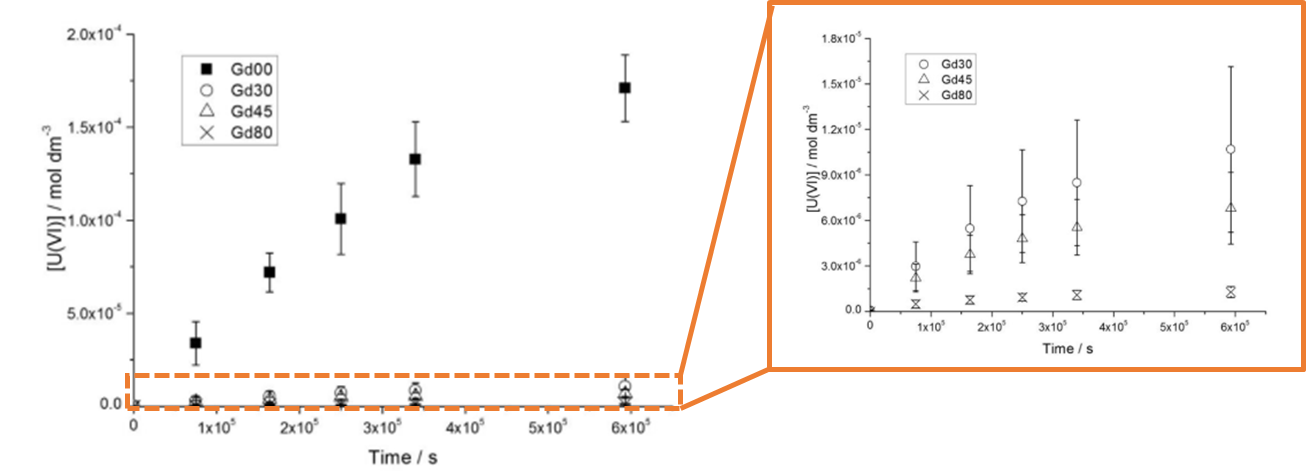 2.0x10⁻⁴
1.5x10⁻⁴
1.0x10⁻⁴
5.0x10⁻⁵
0.0
[U(VI)] / mol dm⁻³
Gd00
Gd30
Gd45
Gd80
0 1x10⁵ 2x10⁵ 3x10⁵ 4x10⁵ 5x10⁵ 6x10⁵
Time / s
1.8x10⁻⁵
1.5x10⁻⁵
1.2x10⁻⁵
9.0x10⁻⁶
6.0x10⁻⁶
3.0x10⁻⁶
0.0
[U(VI)] / mol dm⁻³
Gd30
Gd45
Gd80
0 1x10⁵ 2x10⁵ 3x10⁵ 4x10⁵ 5x10⁵ 6x10⁵
Time / s